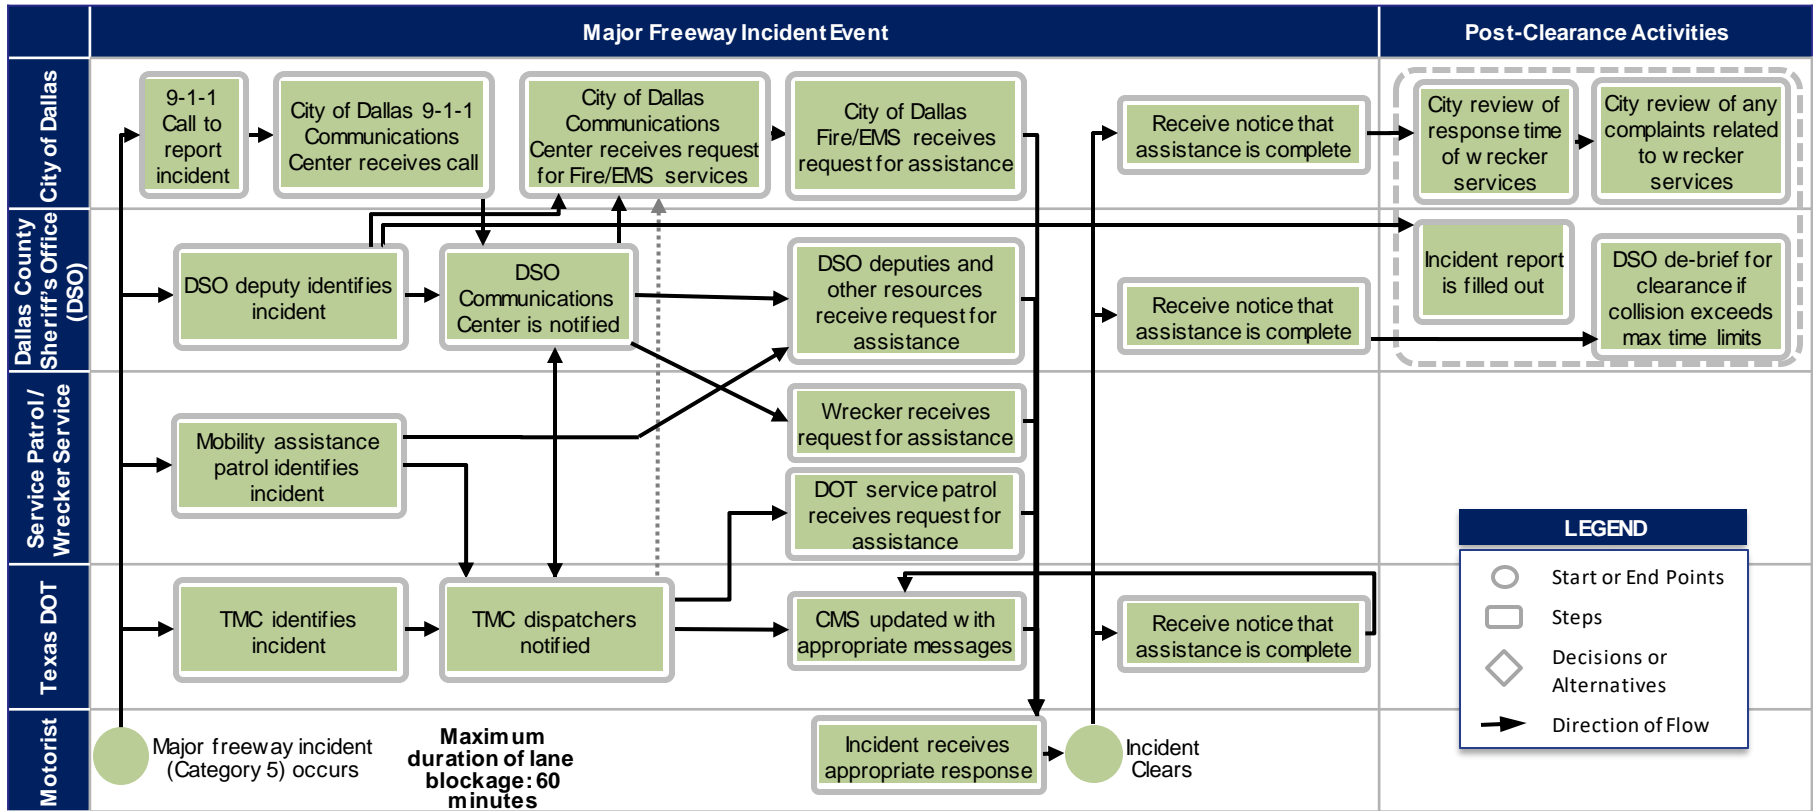 Major Freeway Incident Event
Post-Clearance Activities
City of Dallas
9-1-1
Call to
report
incident
City of Dallas 9-1-1
Communications
Center receives call
City of Dallas
Communications
Center receives request
for Fire/EMS services
City of Dallas
Fire/EMS receives
request for assistance
Receive notice that
assistance is complete
City review of
response time
of wrecker
services
City review of any
complaints related
to wrecker
services
Dallas County
Sheriff's Office
(DSO)
DSO deputy identifies
incident
DSO
Communications
Center is notified
DSO deputies and
other resources
receive request for
assistance
Receive notice that
assistance is complete
Incident report
is filled out
DSO de-brief for
clearance if
collision exceeds
max time limits
Service Patrol /
Wrecker Service
Mobility assistance
patrol identifies
incident
Wrecker receives
request for assistance
DOT service patrol
receives request for
assistance
Texas DOT
TMC identifies
incident
TMC dispatchers
notified
CMS updated with
appropriate messages
Receive notice that
assistance is complete
Motorist
Major freeway incident
(Category 5) occurs
Maximum
duration of lane
blockage: 60
minutes
Incident receives
appropriate response
Incident
Clears
LEGEND
Start or End Points
Steps
Decisions or
Alternatives
Direction of Flow